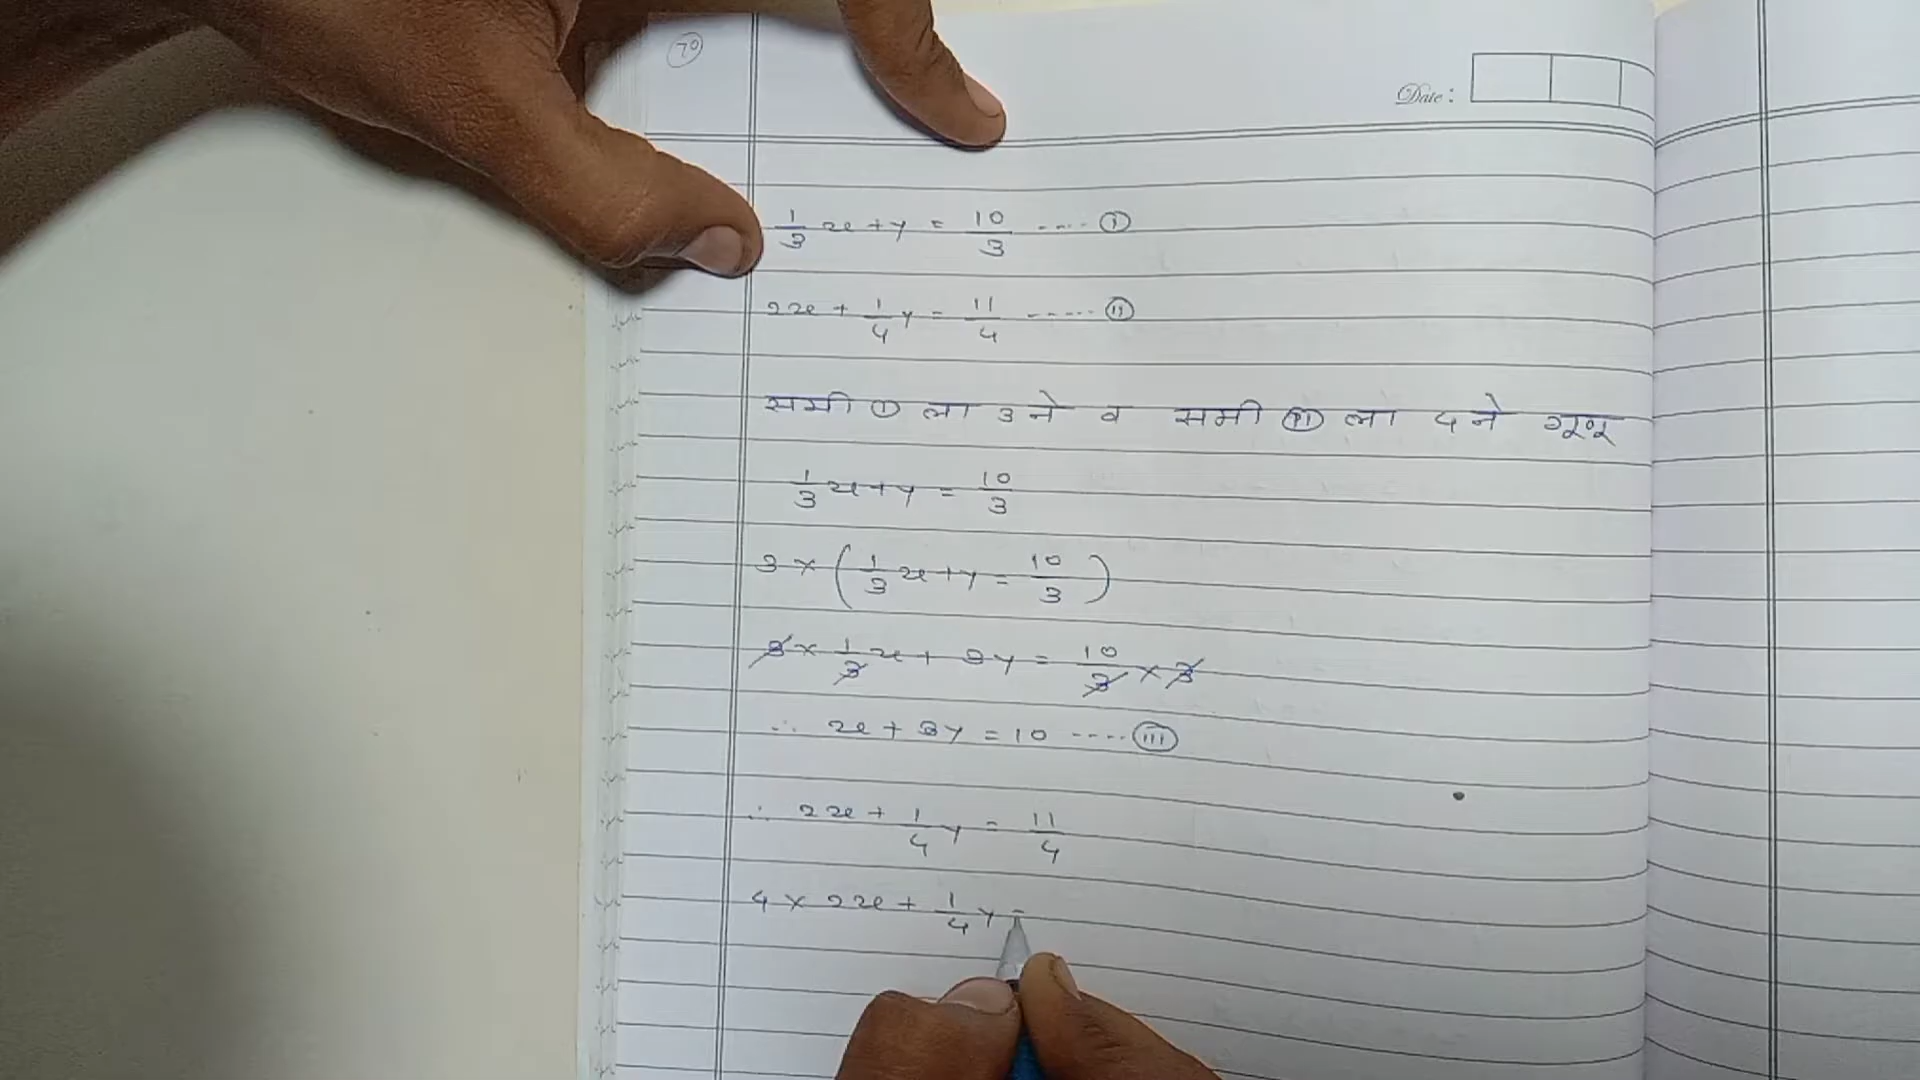 70
Date :
1/3 x + y = 10/3 ---- (I)
2x + 1/4 y = 11/4 ----- (II)
समी (I) ला 3 ने व समी (II) ला 4 ने गूणू
1/3 x + y = 10/3
3 × ( 1/3 x + y = 10/3 )
3 × 1/3 x + 3y = 10/3 × 3
∴ x + 3y = 10 ---- (III)
∴ 2x + 1/4 y = 11/4
4 × 2x + 1/4 y =